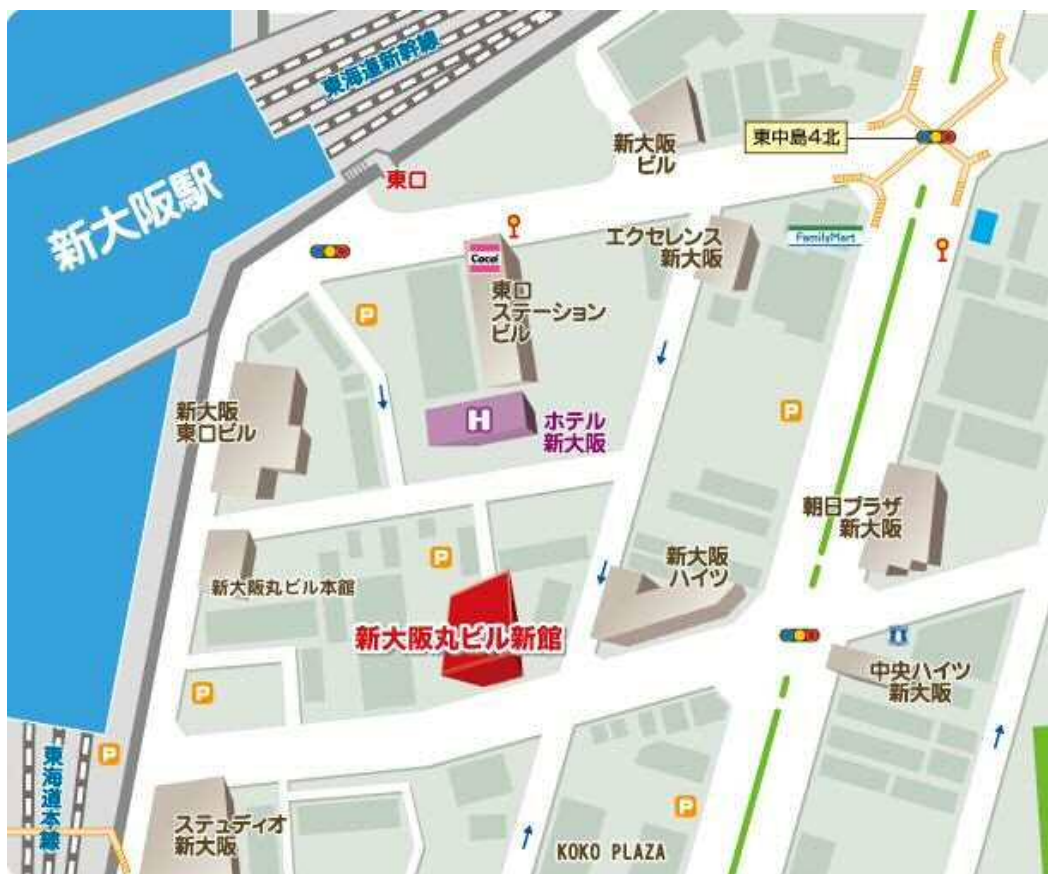 東海道新幹線
新大阪駅
東口
新大阪
ビル
東中島4北
エクセレンス
新大阪
FamilyMart
Coco!
東口
ステーション
ビル
P
P
新大阪
東口ビル
H
ホテル
新大阪
朝日プラザ
新大阪
P
新大阪
ハイツ
新大阪丸ビル本館
新大阪丸ビル新館
中央ハイツ
新大阪
P
P
東海道本線
ステュディオ
新大阪
P
KOKO PLAZA